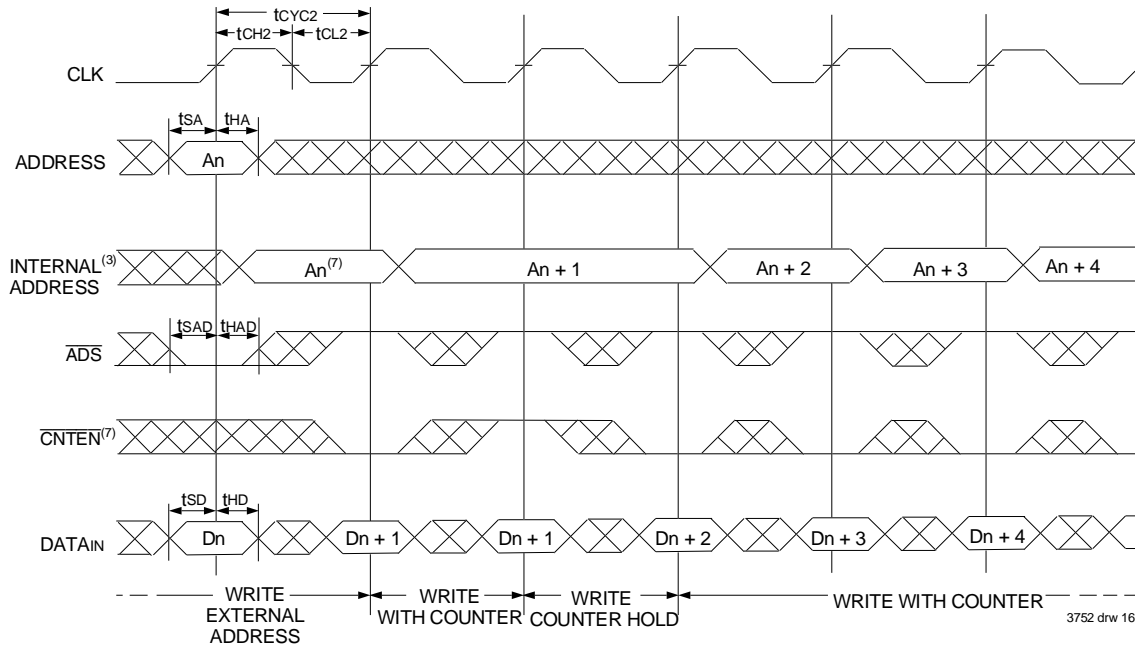 tCYC2
tCH2 tCL2
CLK
tSA tHA
ADDRESS An
INTERNAL(3)
ADDRESS
An(7) An + 1 An + 2 An + 3 An + 4
tSAD tHAD
ADS
CNTEN(7)
tSD tHD
DATAIN Dn Dn + 1 Dn + 1 Dn + 2 Dn + 3 Dn + 4
WRITE
EXTERNAL
ADDRESS
WRITE
WITH COUNTER
WRITE
COUNTER HOLD
WRITE WITH COUNTER
3752 drw 16